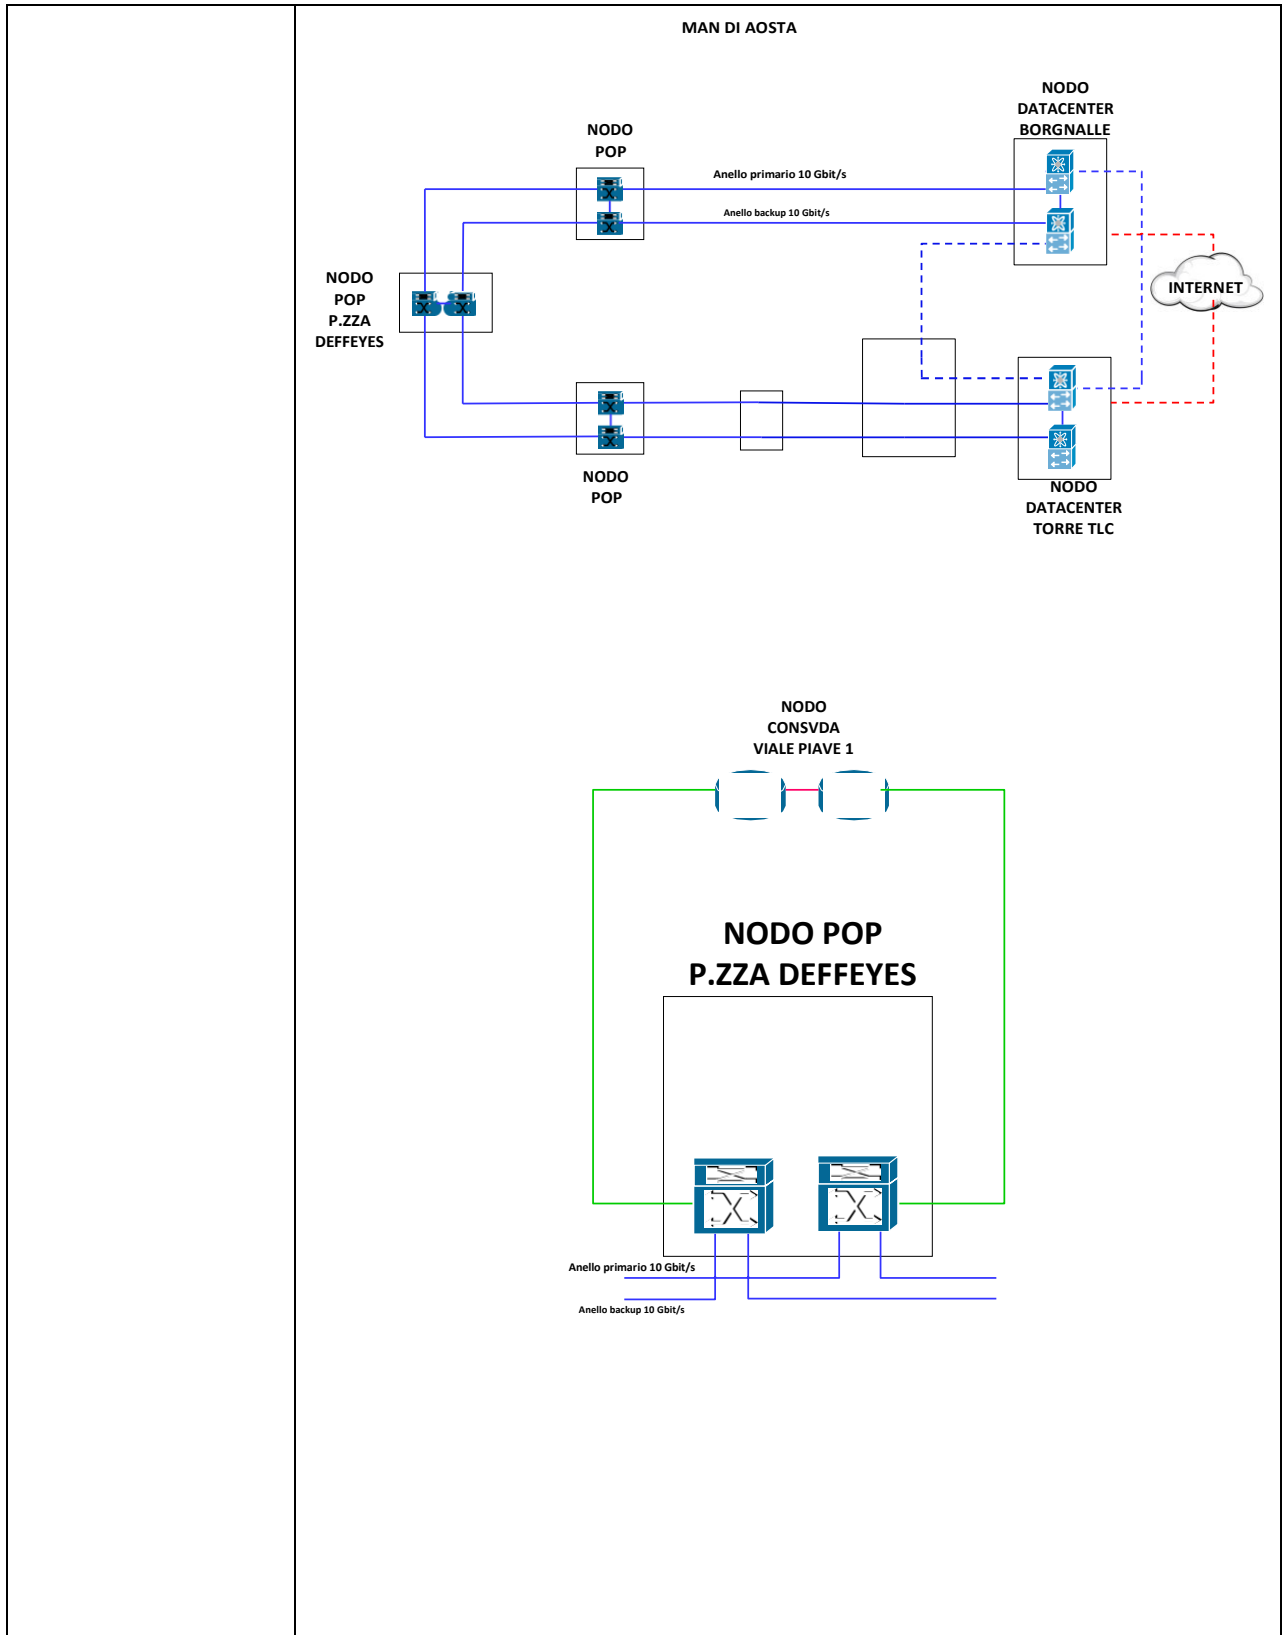 MAN DI AOSTA
NODO
DATACENTER
BORGNALLE
NODO
POP
Anello primario 10 Gbit/s
Anello backup 10 Gbit/s
NODO
POP
P.ZZA
DEFFEYES
INTERNET
NODO
POP
NODO
DATACENTER
TORRE TLC
NODO
CONSVDA
VIALE PIAVE 1
NODO POP
P.ZZA DEFFEYES
Anello primario 10 Gbit/s
Anello backup 10 Gbit/s